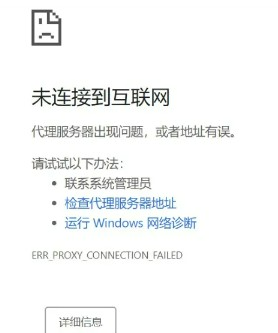 未连接到互联网
代理服务器出现问题，或者地址有误。
请试试以下办法：
• 联系系统管理员
• 检查代理服务器地址
• 运行 Windows 网络诊断
ERR_PROXY_CONNECTION_FAILED
详细信息